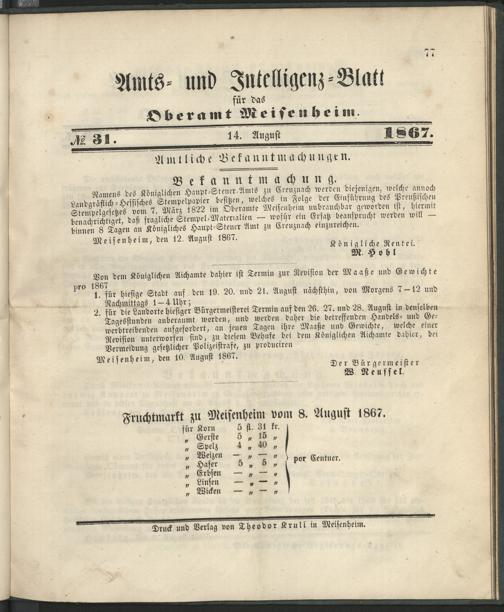 77
Amts- und Intelligenz-Blatt
für das
Oberamt Meisenheim.
№ 31. 14. August 1867.
Amtliche Bekanntmachungen.
Bekanntmachung.
Namens des Königlichen Haupt-Steuer Amts zu Creuznach werden diejenigen, welche annoch
Landgräflich-Hessisches Stempelpapier besitzen, welches in Folge der Einführung des Preußischen
Stempelgesetzes vom 7. März 1822 im Oberamte Meisenheim unbrauchbar geworden ist, hiermit
benachrichtigt, daß fragliche Stempel-Materialien — wofür ein Ersatz beansprucht werden will —
binnen 8 Tagen an Königliches Haupt-Steuer Amt zu Creuznach einzureichen.
Meisenheim, den 12. August 1867.
Königliche Rentei.
M. Hohl
Von dem Königlichen Aichamte dahier ist Termin zur Revision der Maaße und Gewichte
pro 1867
1. für hiesige Stadt auf den 19. 20. und 21. August nächsthin, von Morgens 7—12 und
Nachmittags 1—4 Uhr;
2. für die Landorte hiesiger Bürgermeisterei Termin auf den 26. 27. und 28. August in denselben
Tagesstunden anberaumt worden, und werden daher die betreffenden Handels- und Ge-
werbtreibenden aufgefordert, an jenen Tagen ihre Maaße und Gewichte, welche einer
Revision unterworfen sind, zu diesem Behufe bei dem Königlichen Aichamte dahier, bei
Vermeidung gesetzlicher Polizeistrafe, zu produciren
Meisenheim, den 10. August 1867.
Der Bürgermeister
W. Reussel.
Fruchtmarkt zu Meisenheim vom 8. August 1867.
für Korn 5 fl. 31 kr.
„ Gerste 5 „ 15 „
„ Spelz 4 „ 40 „
„ Weizen — „ — „
„ Hafer 5 „ 5 „
„ Erbsen — „ — „
„ Linsen — „ — „
„ Wicken — „ — „
per Centner.
Druck und Verlag von Theodor Krull in Meisenheim.